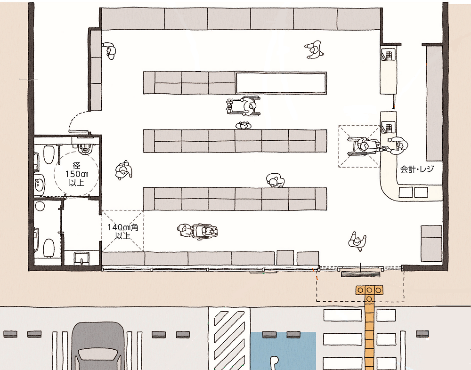 径
150cm
以上
会計・レジ
140cm角
以上